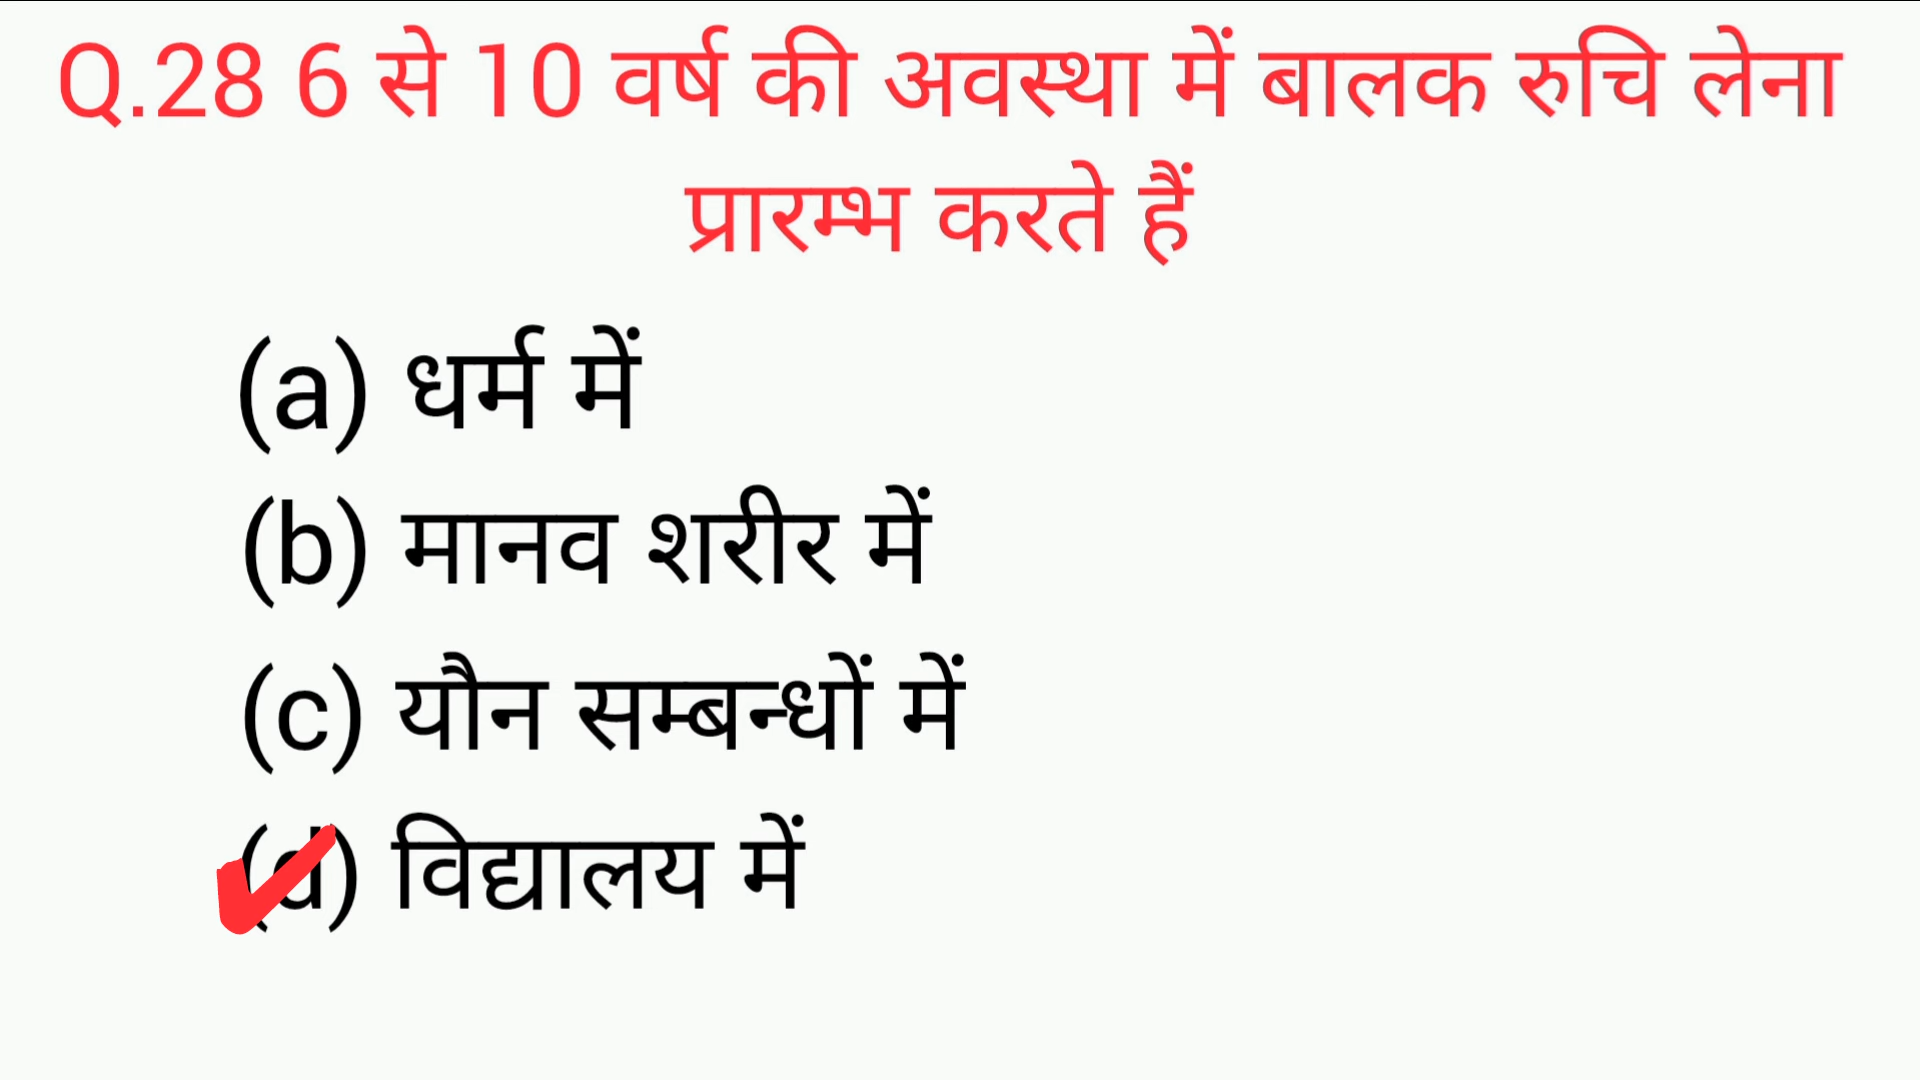 Q.28 6 से 10 वर्ष की अवस्था में बालक रुचि लेना
प्रारम्भ करते हैं
(a) धर्म में
(b) मानव शरीर में
(c) यौन सम्बन्धों में
(d) विद्यालय में